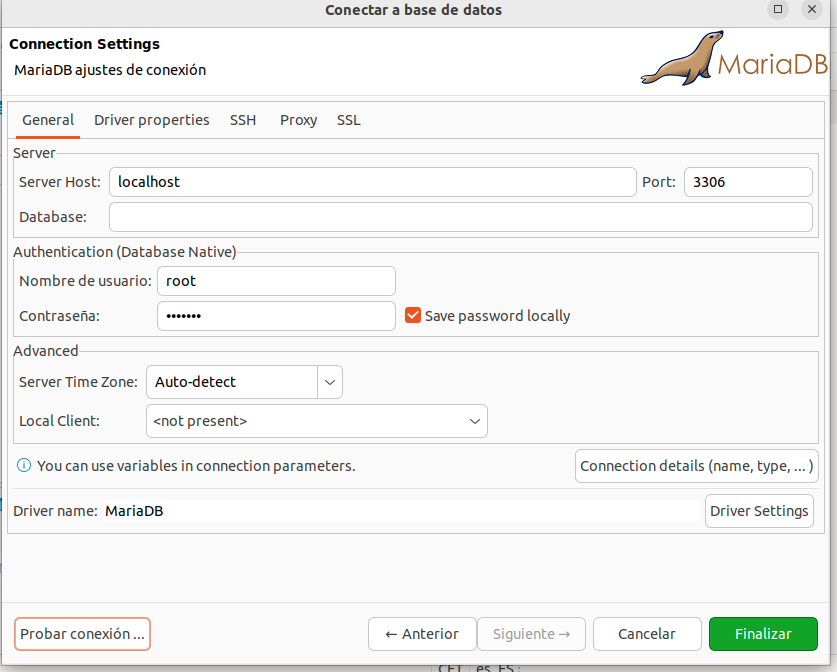 Conectar a base de datos
Connection Settings
MariaDB ajustes de conexión
MariaDB
General Driver properties SSH Proxy SSL
Server
Server Host: localhost Port: 3306
Database:
Authentication (Database Native)
Nombre de usuario: root
Contraseña: •••••••
Save password locally
Advanced
Server Time Zone: Auto-detect
Local Client: <not present>
You can use variables in connection parameters.
Connection details (name, type, ... )
Driver name: MariaDB
Driver Settings
Probar conexión ...
← Anterior
Siguiente →
Cancelar
Finalizar